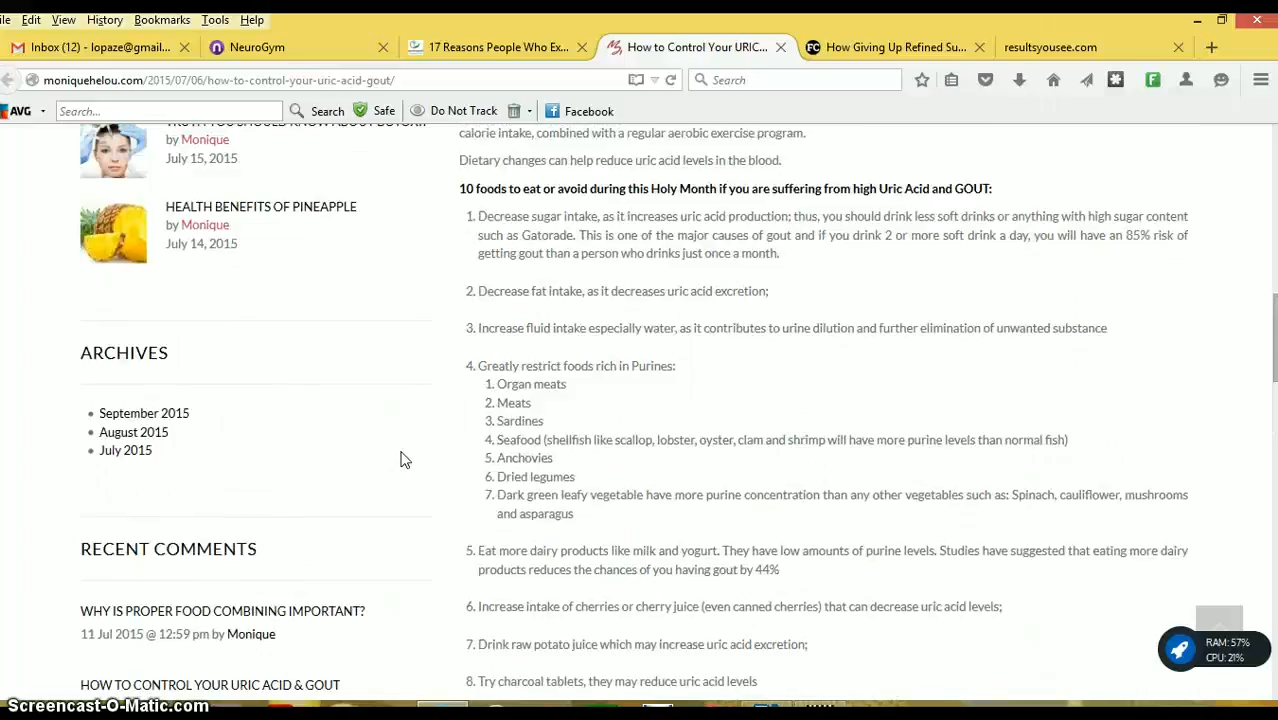 ile Edit View History Bookmarks Tools Help
Inbox (12) - lopaze@gmail...
NeuroGym
17 Reasons People Who Ex...
How to Control Your URIC...
How Giving Up Refined Su...
resultsyousee.com
moniquehelou.com/2015/07/06/how-to-control-your-uric-acid-gout/
Search
AVG
Search...
Search
Safe
Do Not Track
Facebook
by Monique
July 15, 2015
HEALTH BENEFITS OF PINEAPPLE
by Monique
July 14, 2015
ARCHIVES
September 2015
August 2015
July 2015
RECENT COMMENTS
WHY IS PROPER FOOD COMBINING IMPORTANT?
11 Jul 2015 @ 12:59 pm by Monique
HOW TO CONTROL YOUR URIC ACID & GOUT
calorie intake, combined with a regular aerobic exercise program.
Dietary changes can help reduce uric acid levels in the blood.
10 foods to eat or avoid during this Holy Month if you are suffering from high Uric Acid and GOUT:
1. Decrease sugar intake, as it increases uric acid production; thus, you should drink less soft drinks or anything with high sugar content
such as Gatorade. This is one of the major causes of gout and if you drink 2 or more soft drink a day, you will have an 85% risk of
getting gout than a person who drinks just once a month.
2. Decrease fat intake, as it decreases uric acid excretion;
3. Increase fluid intake especially water, as it contributes to urine dilution and further elimination of unwanted substance
4. Greatly restrict foods rich in Purines:
1. Organ meats
2. Meats
3. Sardines
4. Seafood (shellfish like scallop, lobster, oyster, clam and shrimp will have more purine levels than normal fish)
5. Anchovies
6. Dried legumes
7. Dark green leafy vegetable have more purine concentration than any other vegetables such as: Spinach, cauliflower, mushrooms
and asparagus
5. Eat more dairy products like milk and yogurt. They have low amounts of purine levels. Studies have suggested that eating more dairy
products reduces the chances of you having gout by 44%
6. Increase intake of cherries or cherry juice (even canned cherries) that can decrease uric acid levels;
7. Drink raw potato juice which may increase uric acid excretion;
8. Try charcoal tablets, they may reduce uric acid levels
RAM: 57%
CPU: 21%
Screencast-O-Matic.com